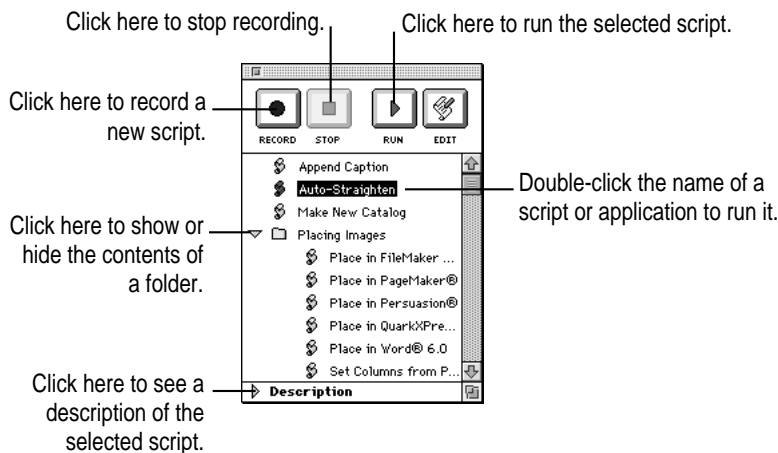 Click here to stop recording.
Click here to run the selected script.
Click here to record a
new script.
RECORD STOP RUN EDIT
Append Caption
Auto-Straighten
Double-click the name of a
script or application to run it.
Make New Catalog
Click here to show or
hide the contents of
a folder.
Placing Images
Place in FileMaker ...
Place in PageMaker®
Place in Persuasion®
Place in QuarkXPre...
Place in Word® 6.0
Set Columns from P...
Click here to see a
description of the
selected script.
Description